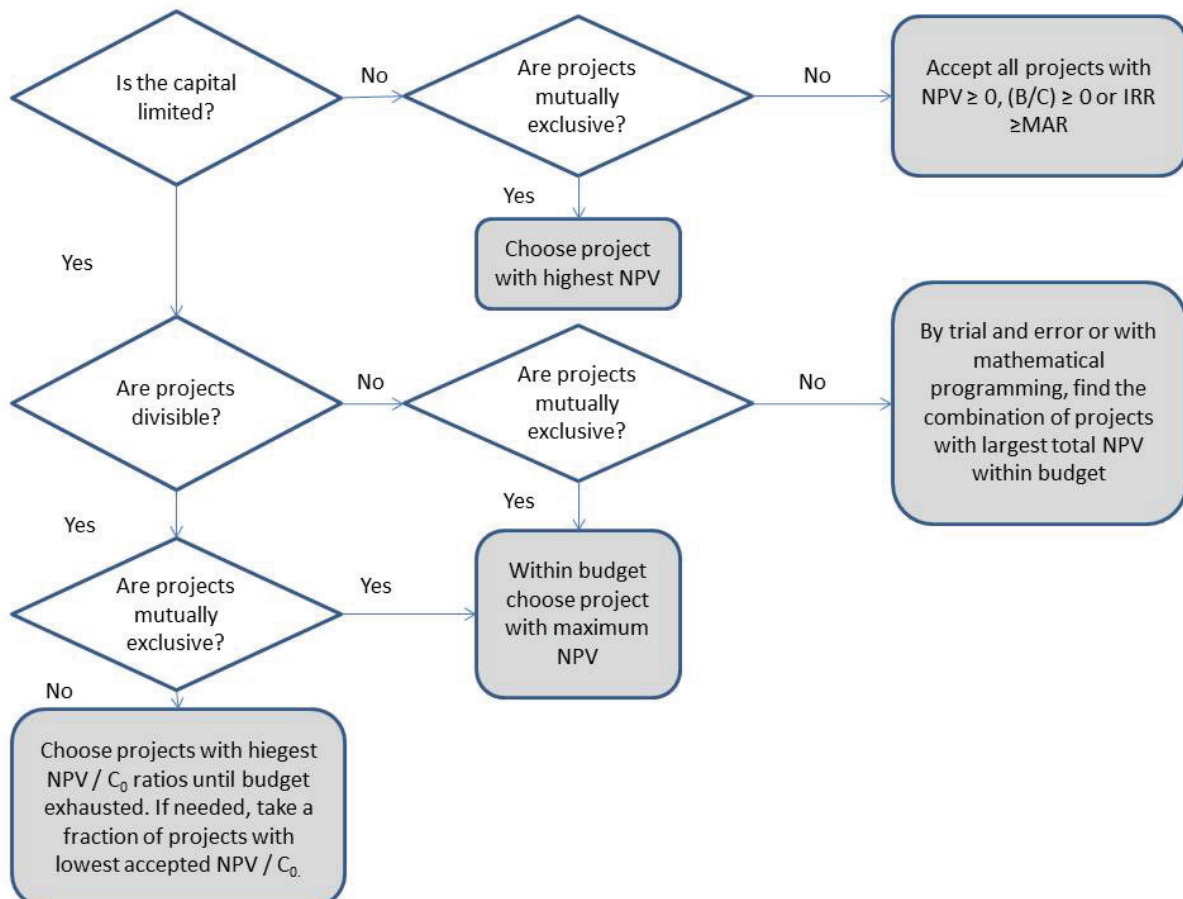 Is the capital
limited?
No
Are projects
mutually
exclusive?
No
Accept all projects with
NPV ≥ 0, (B/C) ≥ 0 or IRR
≥MAR
Yes
Choose project
with highest NPV
Yes
Are projects
divisible?
No
Are projects
mutually
exclusive?
No
By trial and error or with
mathematical
programming, find the
combination of projects
with largest total NPV
within budget
Yes
Yes
Are projects
mutually
exclusive?
Yes
Within budget
choose project
with maximum
NPV
No
Choose projects with hiegest
NPV / C₀ ratios until budget
exhausted. If needed, take a
fraction of projects with
lowest accepted NPV / C₀.